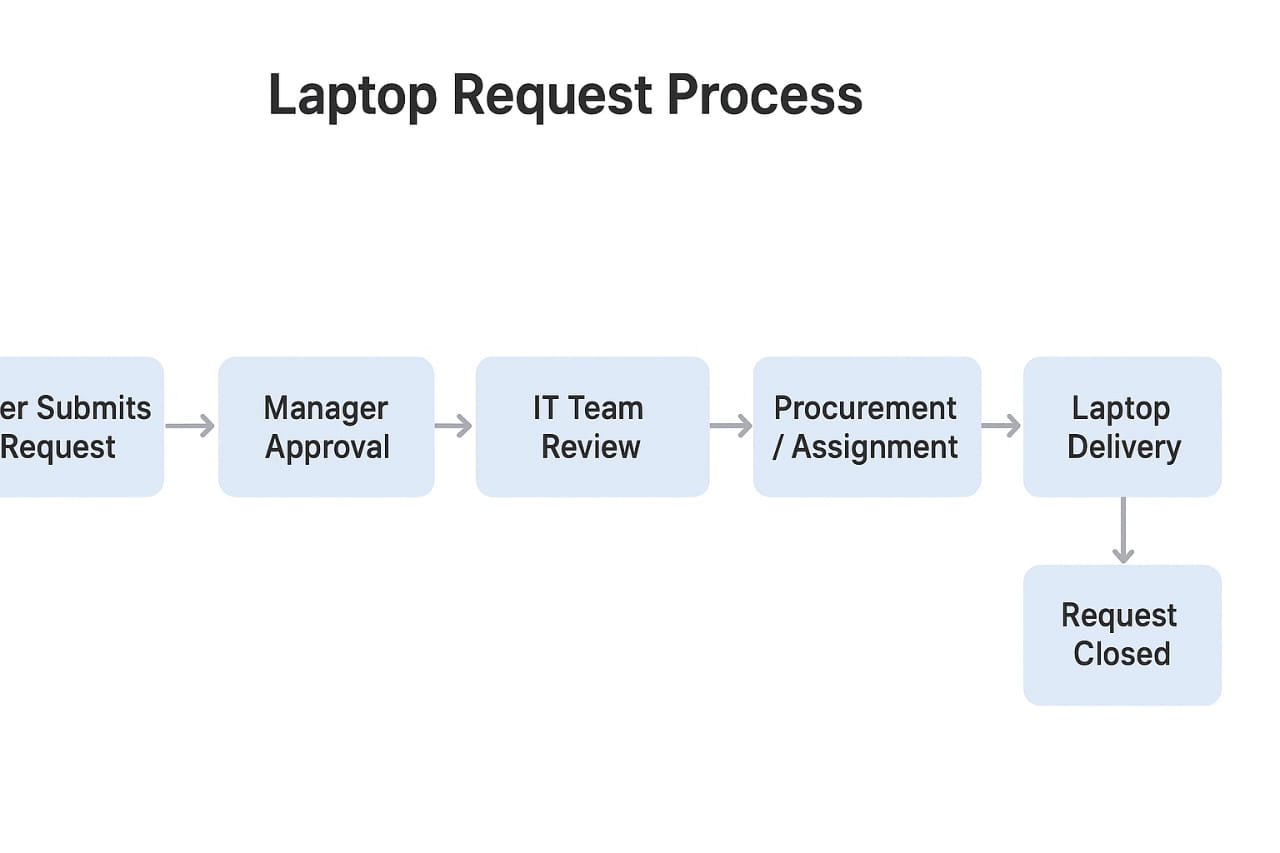 Laptop Request Process
er Submits
Request
Manager
Approval
IT Team
Review
Procurement
/ Assignment
Laptop
Delivery
Request
Closed